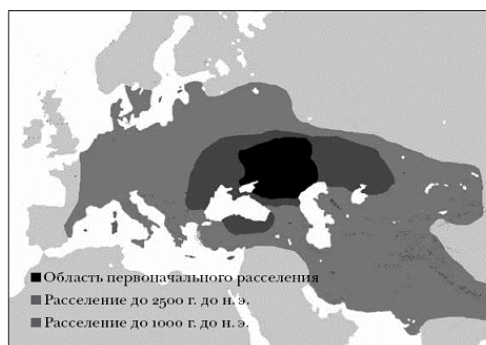 Область первоначального расселения
Расселение до 2500 г. до н. э.
Расселение до 1000 г. до н. э.